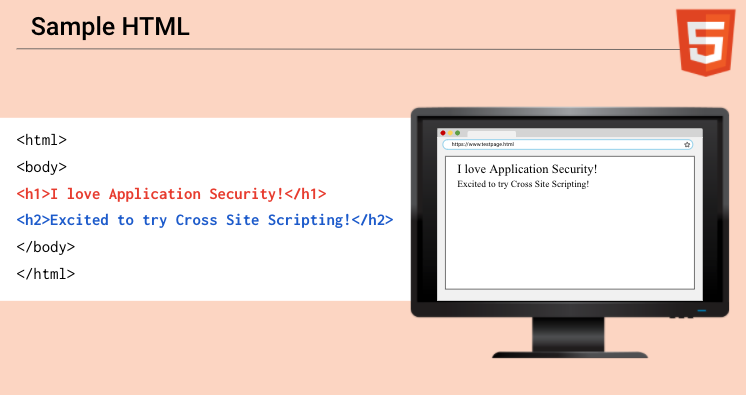 Sample HTML
<html>
<body>
<h1>I love Application Security!</h1>
<h2>Excited to try Cross Site Scripting!</h2>
</body>
</html>
https://www.testpage.html
I love Application Security!
Excited to try Cross Site Scripting!
5